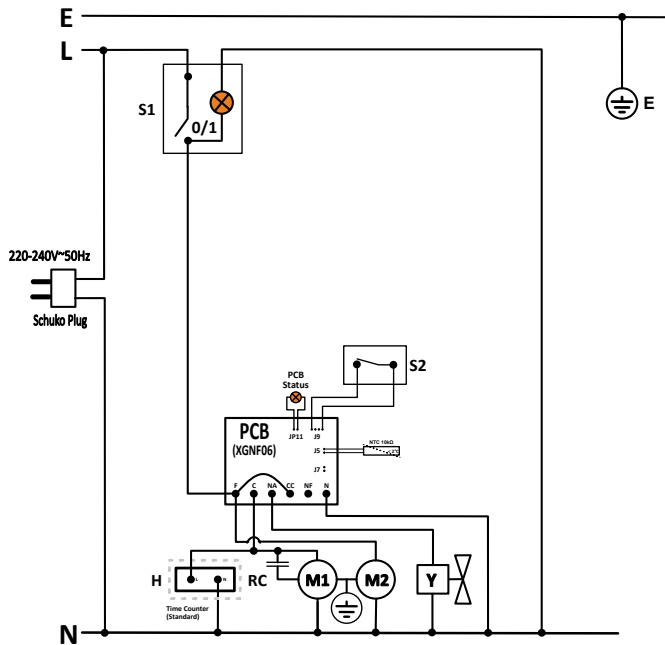 E
L
E
S1
0/1
220-240V~50Hz
Schuko Plug
S2
PCB
Status
PCB
(XGNF06)
JP11
J9
J5
NTC 10kΩ
J7
F C NA CC NF N
H
L
N
RC
M1
M2
Y
Time Counter
(Standard)
N